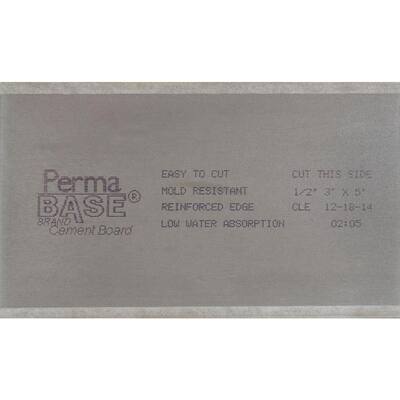 Perma
BASE®
BRAND
Cement Board
EASY TO CUT
MOLD RESISTANT
REINFORCED EDGE
LOW WATER ABSORPTION
CUT THIS SIDE
1/2" 3" X 5"
CLE 12-18-14
02:05